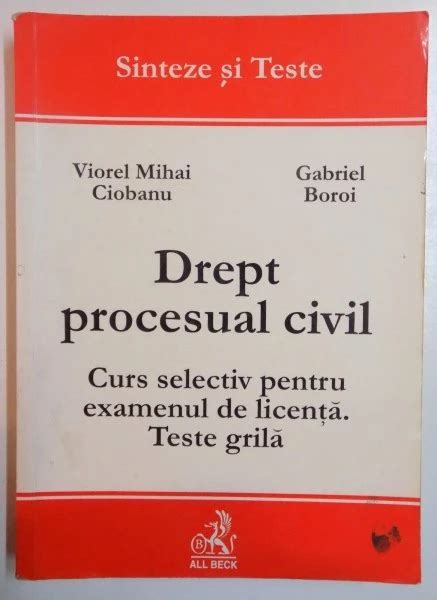 Sinteze și Teste
Viorel Mihai Gabriel
Ciobanu Boroi
Drept
procesual civil
Curs selectiv pentru
examenul de licență.
Teste grilă
B
ALL BECK